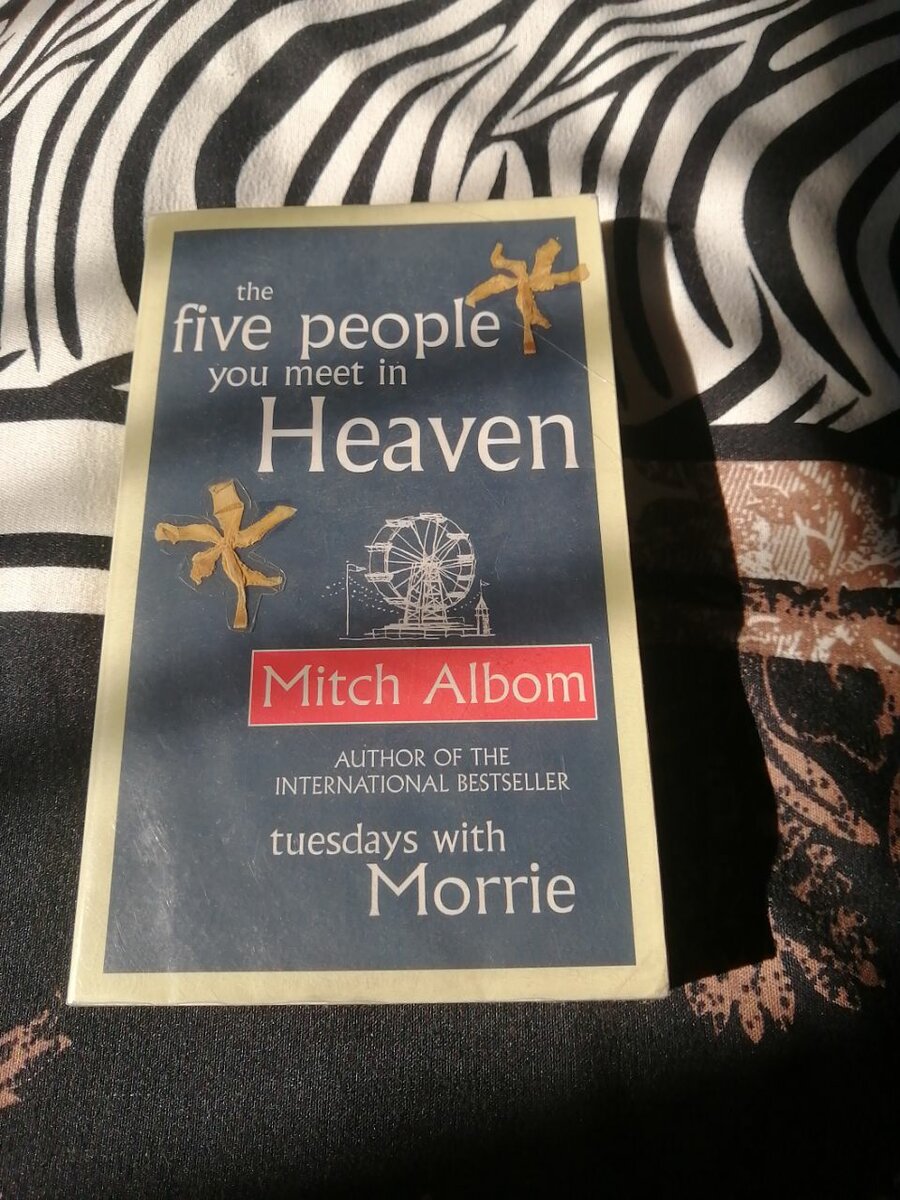 the
five people
you meet in
Heaven
Mitch Albom
AUTHOR OF THE
INTERNATIONAL BESTSELLER
tuesdays with
Morrie